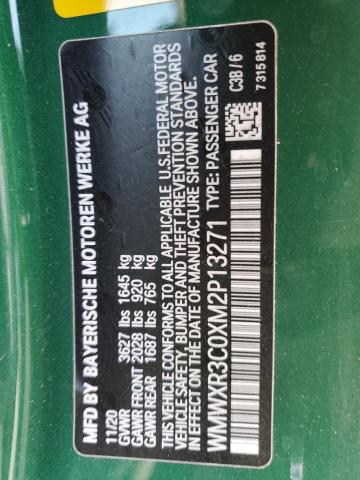 MFD BY BAYERISCHE MOTOREN WERKE AG
11/20
GVWR 3627 lbs 1645 kg
GAWR FRONT 2028 lbs 920 kg
GAWR REAR 1687 lbs 765 kg
THIS VEHICLE CONFORMS TO ALL APPLICABLE U.S.FEDERAL MOTOR
VEHICLE SAFETY, BUMPER AND THEFT PREVENTION STANDARDS
IN EFFECT ON THE DATE OF MANUFACTURE SHOWN ABOVE.
WMWXR3C0XM2P13271 TYPE: PASSENGER CAR
C3B / 6
7 315 814